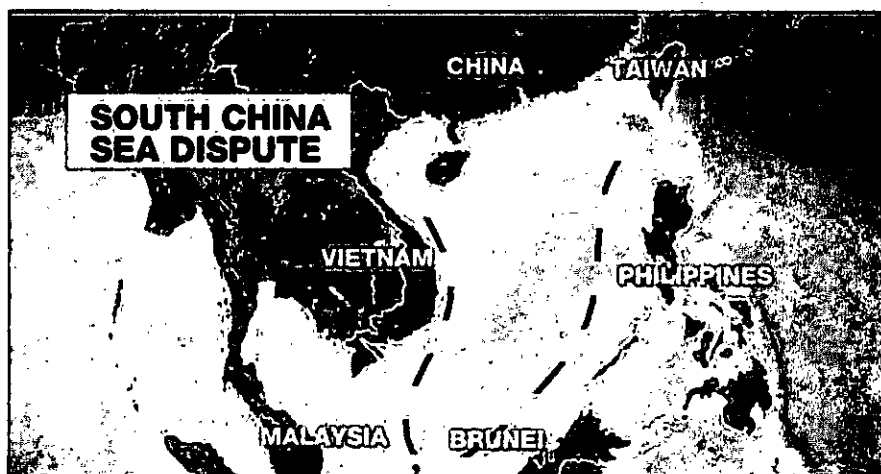 CHINA
TAIWAN
SOUTH CHINA
SEA DISPUTE
VIETNAM
PHILIPPINES
MALAYSIA
BRUNEI